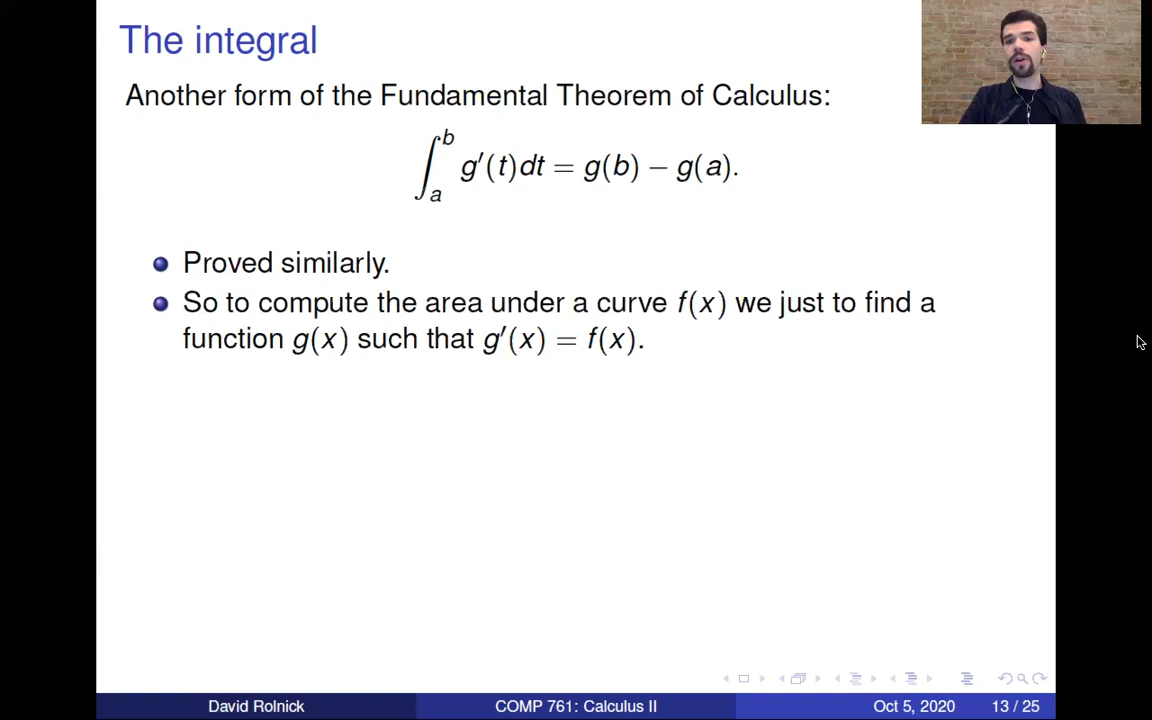 The integral
Another form of the Fundamental Theorem of Calculus:
∫_a^b g′(t)dt = g(b) − g(a).
Proved similarly.
So to compute the area under a curve f(x) we just to find a
function g(x) such that g′(x) = f(x).
David Rolnick COMP 761: Calculus II Oct 5, 2020 13 / 25